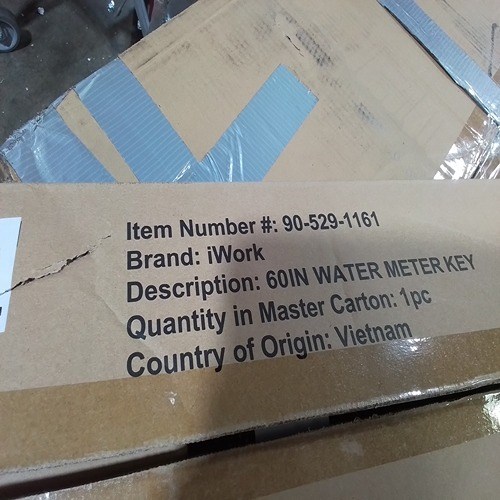 Item Number #: 90-529-1161
Brand: iWork
Description: 60IN WATER METER KEY
Quantity in Master Carton: 1pc
Country of Origin: Vietnam